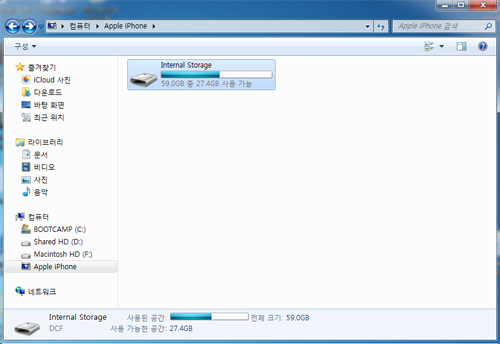 컴퓨터 Apple iPhone Apple iPhone 검색
구성
즐겨찾기
iCloud 사진
다운로드
바탕 화면
최근 위치
라이브러리
문서
비디오
사진
음악
컴퓨터
BOOTCAMP (C:)
Shared HD (D:)
Macintosh HD (F:)
Apple iPhone
네트워크
Internal Storage
59.0GB 중 27.4GB 사용 가능
Internal Storage 사용된 공간: 전체 크기: 59.0GB
DCF 사용 가능한 공간: 27.4GB